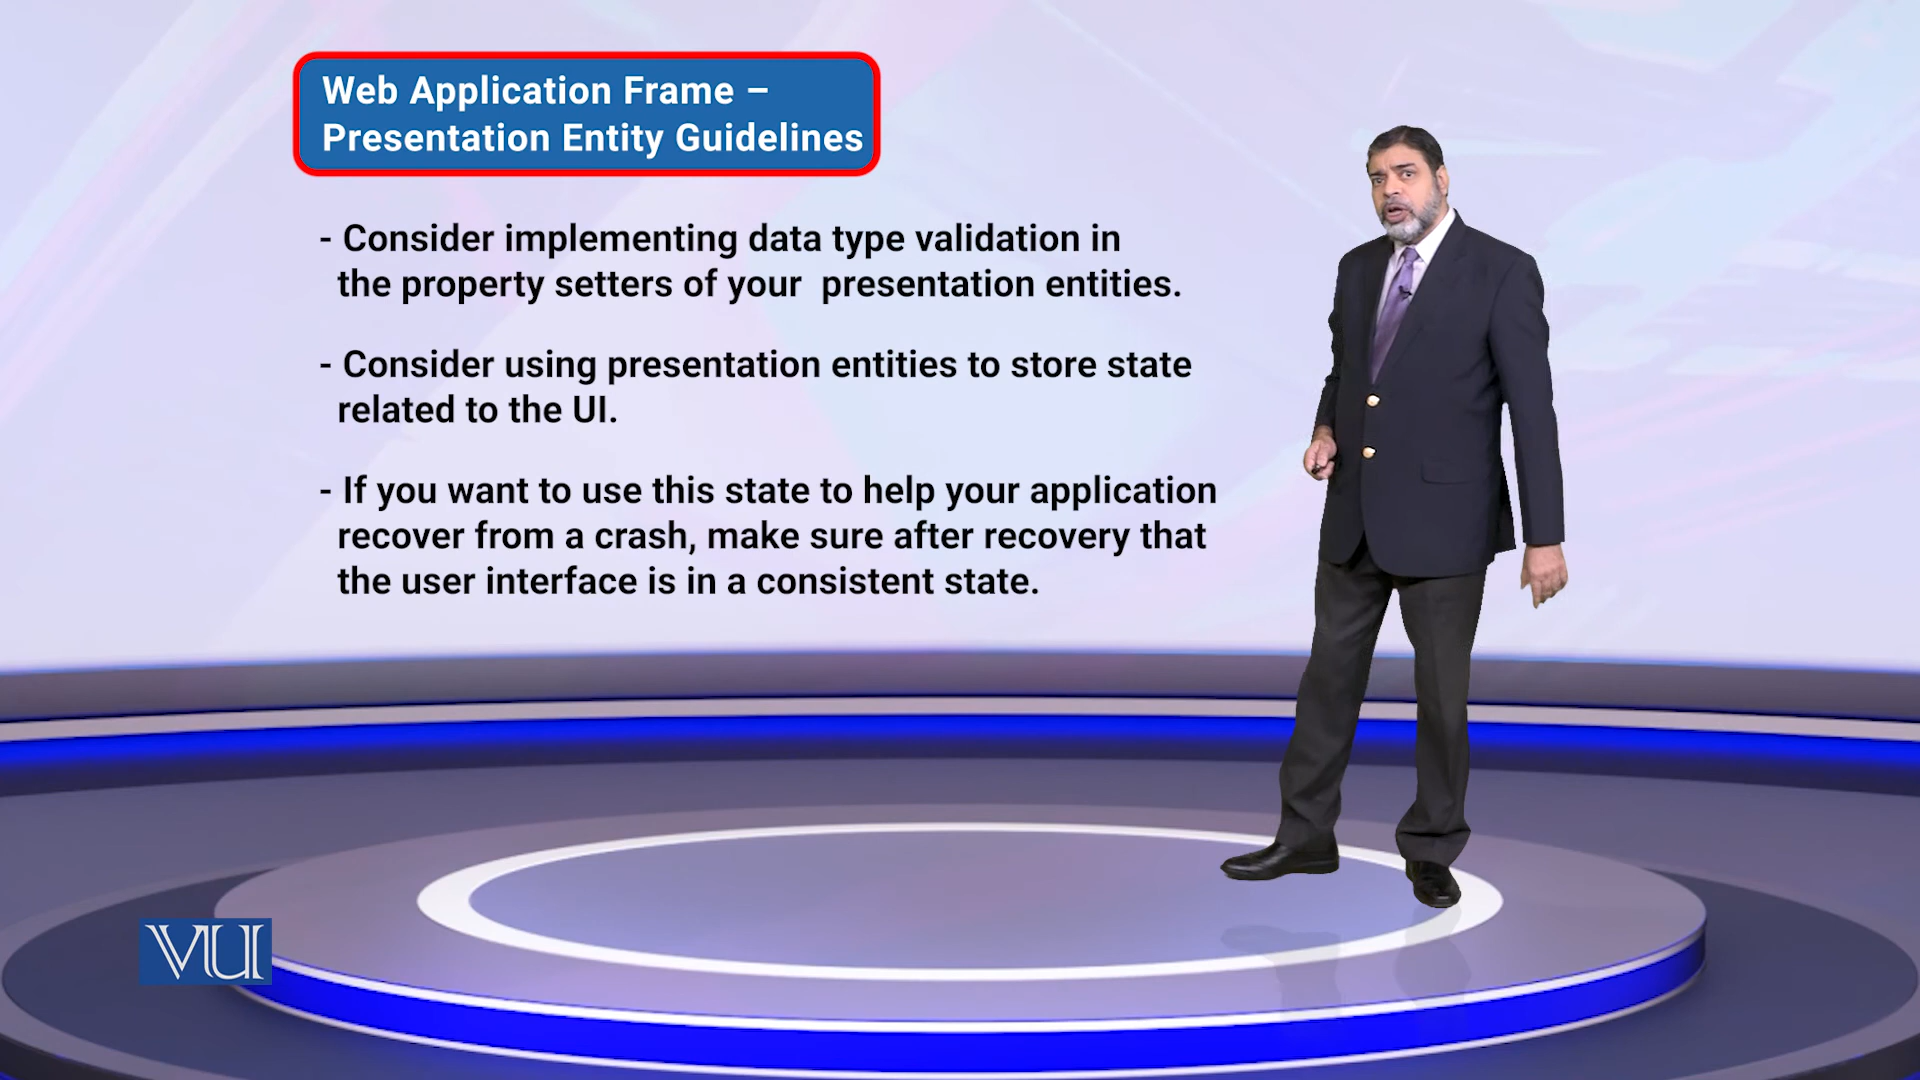 Web Application Frame –
Presentation Entity Guidelines
- Consider implementing data type validation in
the property setters of your  presentation entities.
- Consider using presentation entities to store state
related to the UI.
- If you want to use this state to help your application
recover from a crash, make sure after recovery that
the user interface is in a consistent state.
VU